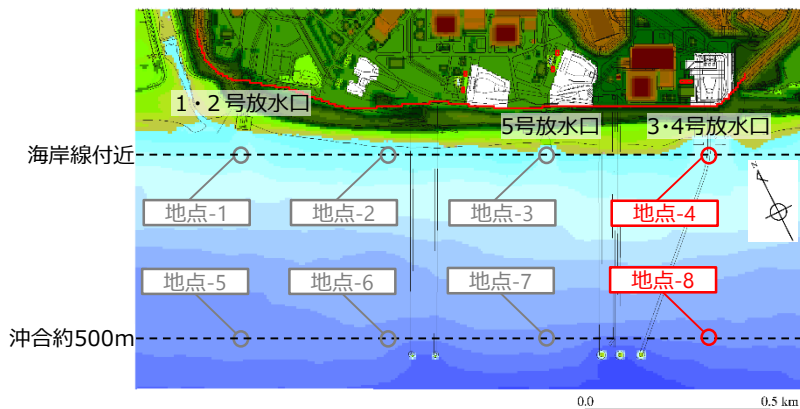 1・2号放水口
5号放水口
3・4号放水口
海岸線付近
地点-1
地点-2
地点-3
地点-4
N
地点-5
地点-6
地点-7
地点-8
沖合約500m
0.0
0.5 km